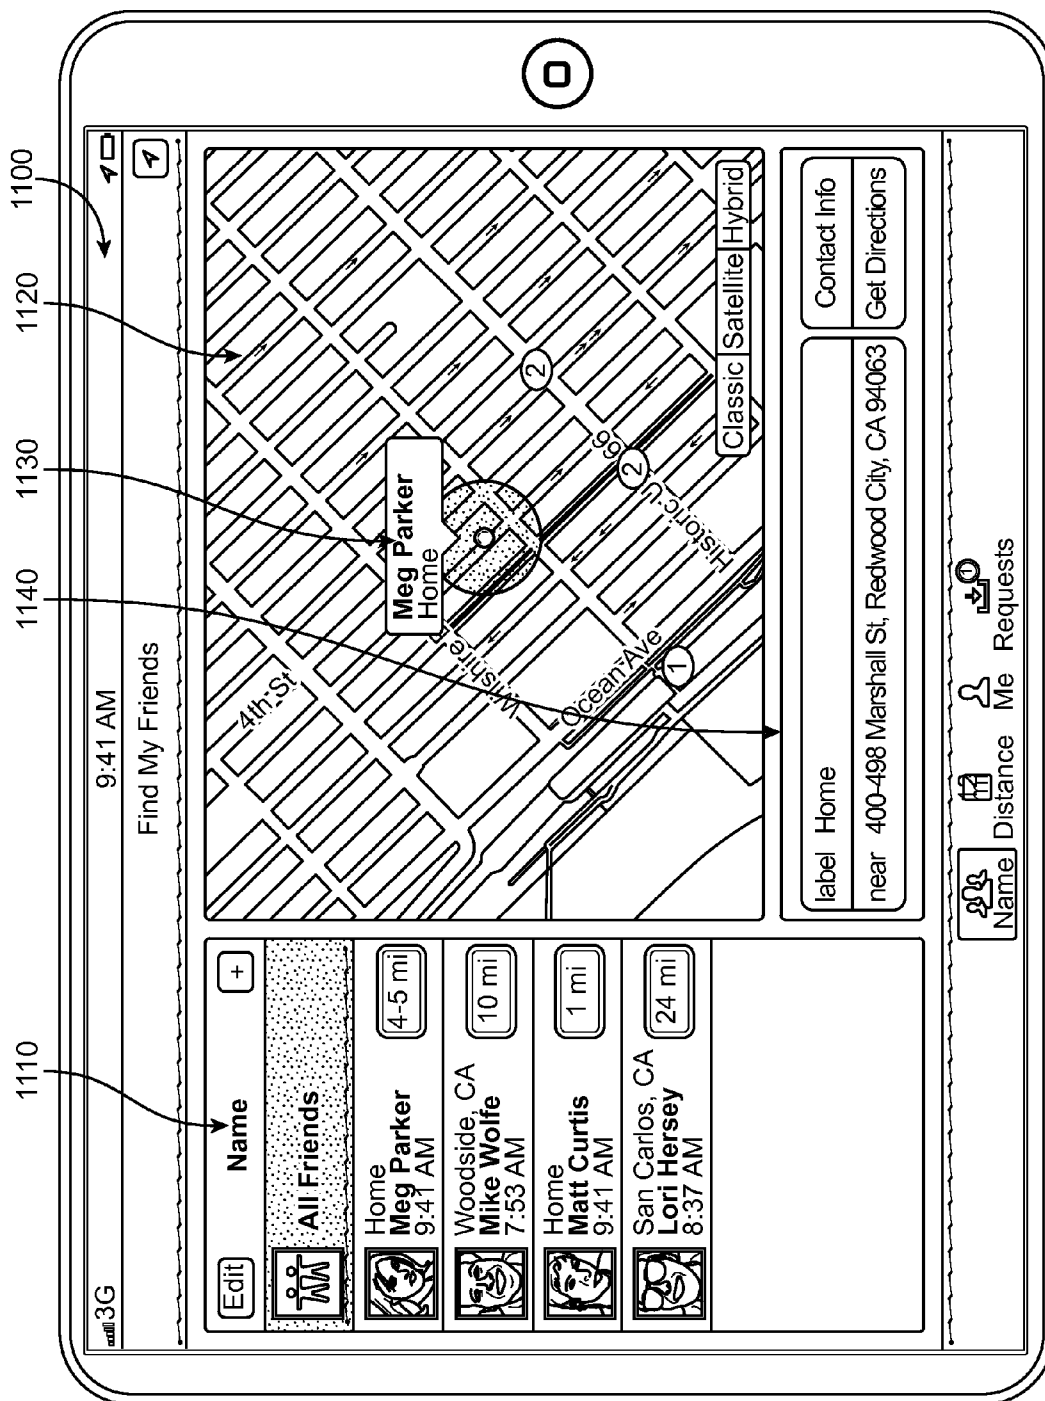 1100
1120
1130
1140
1110
3G
9:41 AM
Find My Friends
Edit
Name
+
All Friends
Home
Meg Parker
9:41 AM
4-5 mi
Woodside, CA
Mike Wolfe
7:53 AM
10 mi
Home
Matt Curtis
9:41 AM
1 mi
San Carlos, CA
Lori Hersey
8:37 AM
24 mi
4th St
Meg Parker
Home
Wilshire
Ocean Ave
1
2
2
Historic U 66
Classic Satellite Hybrid
label Home
near 400-498 Marshall St, Redwood City, CA 94063
Contact Info
Get Directions
Name
Distance
Me
1
Requests